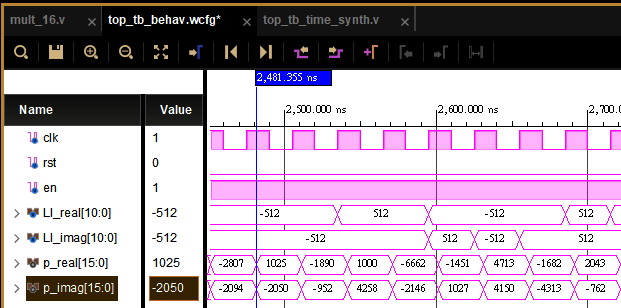 mult_16.v top_tb_behav.wcfg* top_tb_time_synth.v
2,481.355 ns
2,500.000 ns 2,600.000 ns 2,700
Name Value
clk 1
rst 0
en 1
LI_real[10:0] -512 -512 512 -512 512
LI_imag[10:0] -512 -512 512 -512 512
p_real[15:0] 1025 -2807 1025 -1890 1000 -6662 -1451 4713 -1682 2043
p_imag[15:0] -2050 -2094 -2050 -952 4258 -2146 1027 4150 -4313 -762